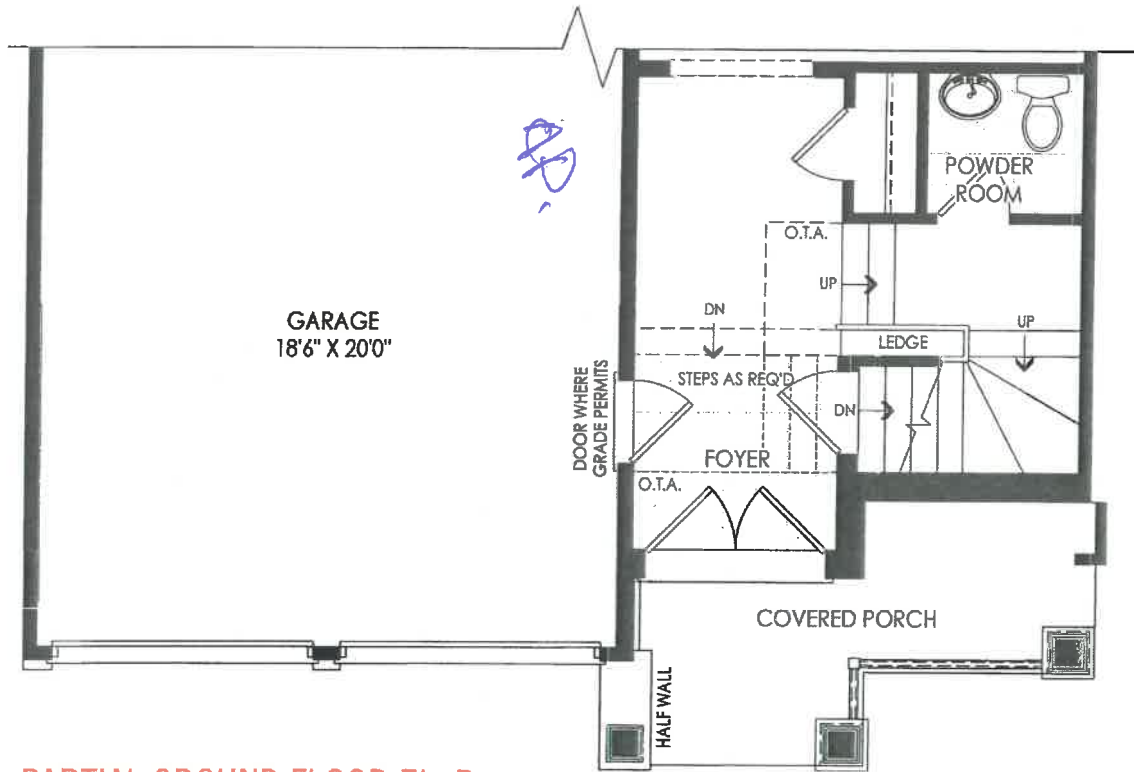 POWDER
ROOM
O.T.A.
UP
DN
UP
LEDGE
GARAGE
18'6" X 20'0"
STEPS AS REQ'D
DN
DOOR WHERE
GRADE PERMITS
FOYER
O.T.A.
COVERED PORCH
HALF WALL